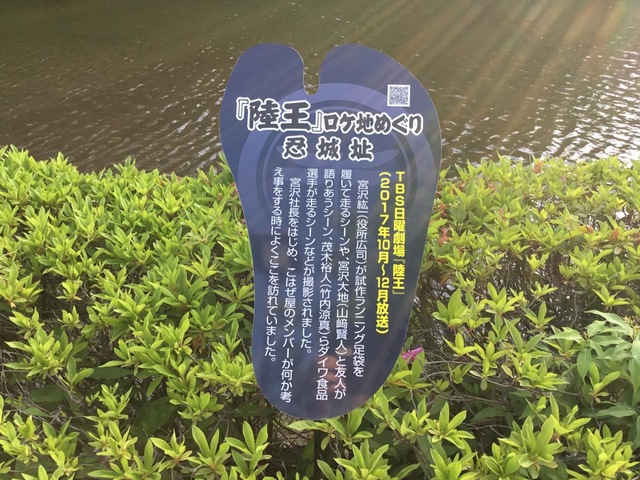 『陸王』ロケ地めぐり
忍城址
TBS日曜劇場『陸王』
(2017年10月～12月放送)
宮沢紘一(役所広司)が試作ランニング足袋を
履いて走るシーンや、宮沢大地(山﨑賢人)と友人が
語りあうシーン、茂木裕人(竹内涼真)らダイワ食品
選手が走るシーンなどが撮影されました。
宮沢社長をはじめ、こはぜ屋のメンバーが何か考
え事をする時によくここを訪れていました。